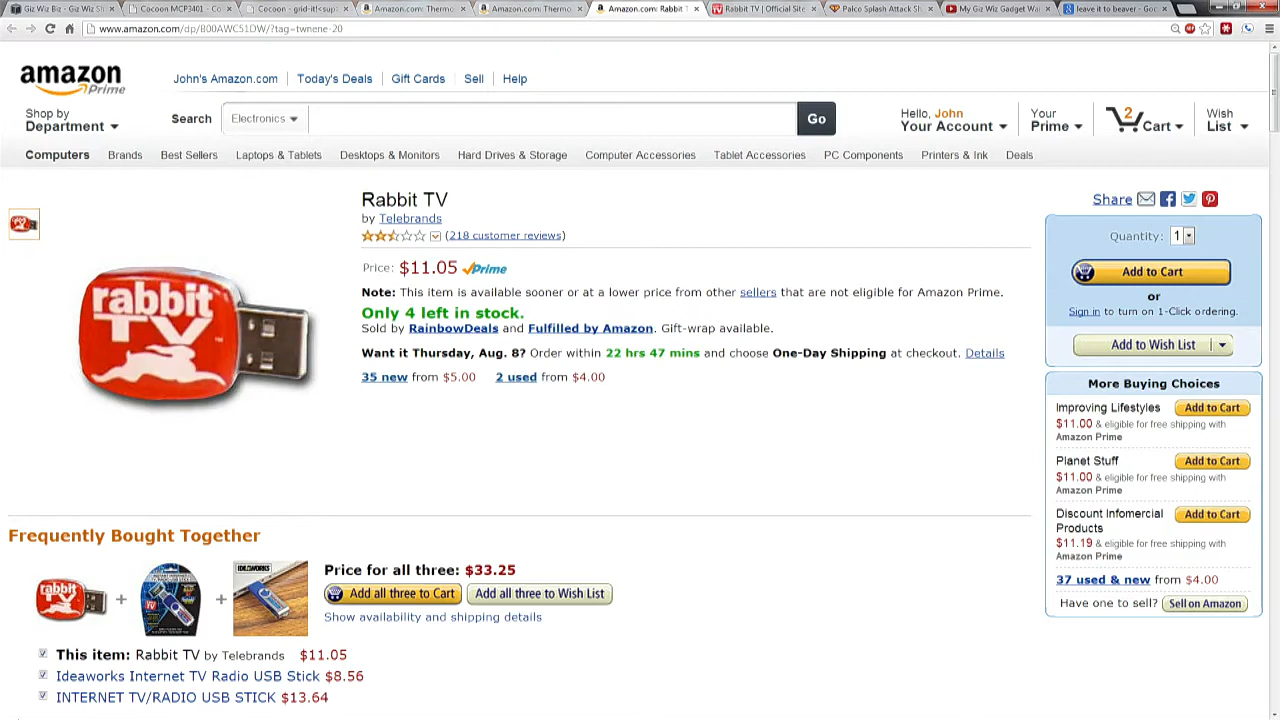 Giz Wiz Biz - Giz Wiz Sh
Cocoon MCP3401 - Co
Cocoon - grid-it! <supt
Amazon.com: Thermo
Amazon.com: Thermo
Amazon.com: Rabbit T
Rabbit TV | Official Site
Palco Splash Attack Sh
My Giz Wiz Gadget Wa
leave it to beaver - Goo
www.amazon.com/dp/B00AWC51DW/?tag=twnene-20
amazon
Prime
John's Amazon.com
Today's Deals
Gift Cards
Sell
Help
Shop by
Department
Search
Electronics
Go
Hello, John
Your Account
Your
Prime
2
Cart
Wish
List
Computers
Brands
Best Sellers
Laptops & Tablets
Desktops & Monitors
Hard Drives & Storage
Computer Accessories
Tablet Accessories
PC Components
Printers & Ink
Deals
rabbit
TV
Rabbit TV
by Telebrands
(218 customer reviews)
Price: $11.05 Prime
Note: This item is available sooner or at a lower price from other sellers that are not eligible for Amazon Prime.
Only 4 left in stock.
Sold by RainbowDeals and Fulfilled by Amazon. Gift-wrap available.
Want it Thursday, Aug. 8? Order within 22 hrs 47 mins and choose One-Day Shipping at checkout. Details
35 new from $5.00 2 used from $4.00
Share
Quantity: 1
Add to Cart
or
Sign in to turn on 1-Click ordering.
Add to Wish List
More Buying Choices
Improving Lifestyles
Add to Cart
$11.00 & eligible for free shipping with
Amazon Prime
Planet Stuff
Add to Cart
$11.00 & eligible for free shipping with
Amazon Prime
Discount Infomercial
Products
Add to Cart
$11.19 & eligible for free shipping with
Amazon Prime
37 used & new from $4.00
Have one to sell? Sell on Amazon
Frequently Bought Together
rabbit
TV
+
+
IDEAWORKS
Price for all three: $33.25
Add all three to Cart
Add all three to Wish List
Show availability and shipping details
This item: Rabbit TV by Telebrands $11.05
Ideaworks Internet TV Radio USB Stick $8.56
INTERNET TV/RADIO USB STICK $13.64